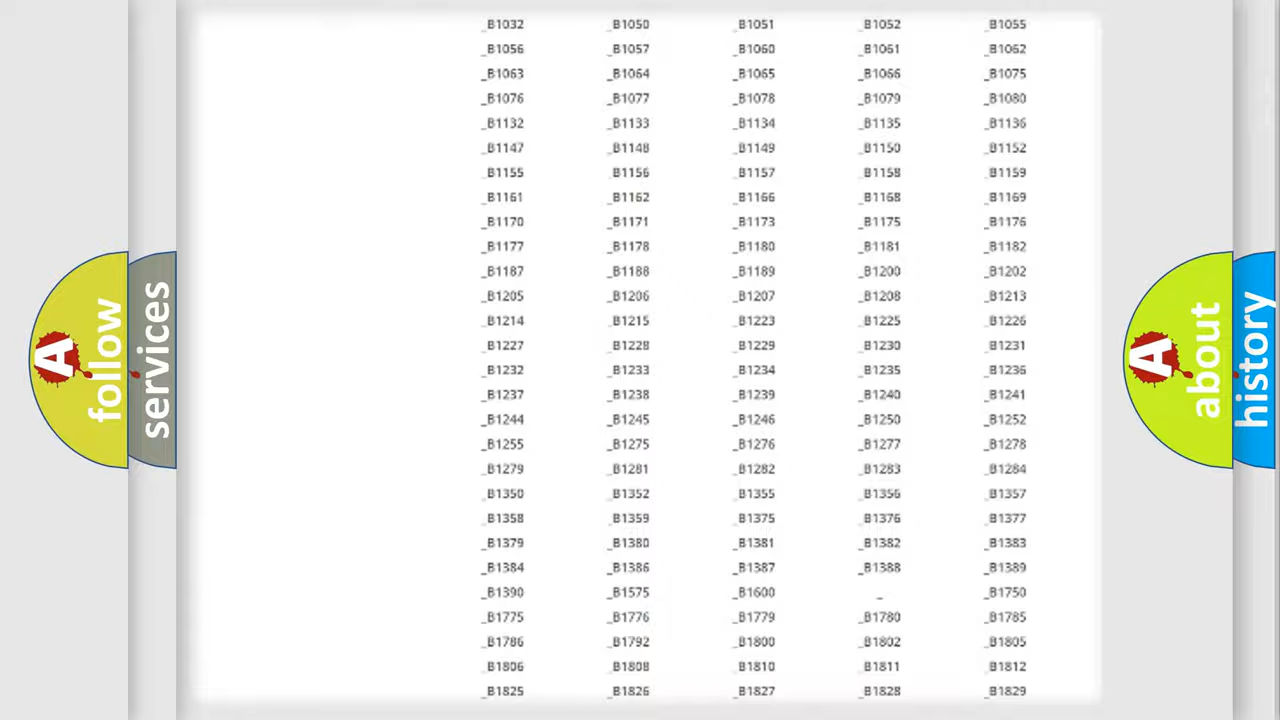 _B1032 _B1050 _B1051 _B1052 _B1055
_B1056 _B1057 _B1060 _B1061 _B1062
_B1063 _B1064 _B1065 _B1066 _B1075
_B1076 _B1077 _B1078 _B1079 _B1080
_B1132 _B1133 _B1134 _B1135 _B1136
_B1147 _B1148 _B1149 _B1150 _B1152
_B1155 _B1156 _B1157 _B1158 _B1159
_B1161 _B1162 _B1166 _B1168 _B1169
_B1170 _B1171 _B1173 _B1175 _B1176
_B1177 _B1178 _B1180 _B1181 _B1182
_B1187 _B1188 _B1189 _B1200 _B1202
_B1205 _B1206 _B1207 _B1208 _B1213
_B1214 _B1215 _B1223 _B1225 _B1226
_B1227 _B1228 _B1229 _B1230 _B1231
_B1232 _B1233 _B1234 _B1235 _B1236
_B1237 _B1238 _B1239 _B1240 _B1241
_B1244 _B1245 _B1246 _B1250 _B1252
_B1255 _B1275 _B1276 _B1277 _B1278
_B1279 _B1281 _B1282 _B1283 _B1284
_B1350 _B1352 _B1355 _B1356 _B1357
_B1358 _B1359 _B1375 _B1376 _B1377
_B1379 _B1380 _B1381 _B1382 _B1383
_B1384 _B1386 _B1387 _B1388 _B1389
_B1390 _B1575 _B1600 _ _B1750
_B1775 _B1776 _B1779 _B1780 _B1785
_B1786 _B1792 _B1800 _B1802 _B1805
_B1806 _B1808 _B1810 _B1811 _B1812
_B1825 _B1826 _B1827 _B1828 _B1829
A
follow
services
A
about
history